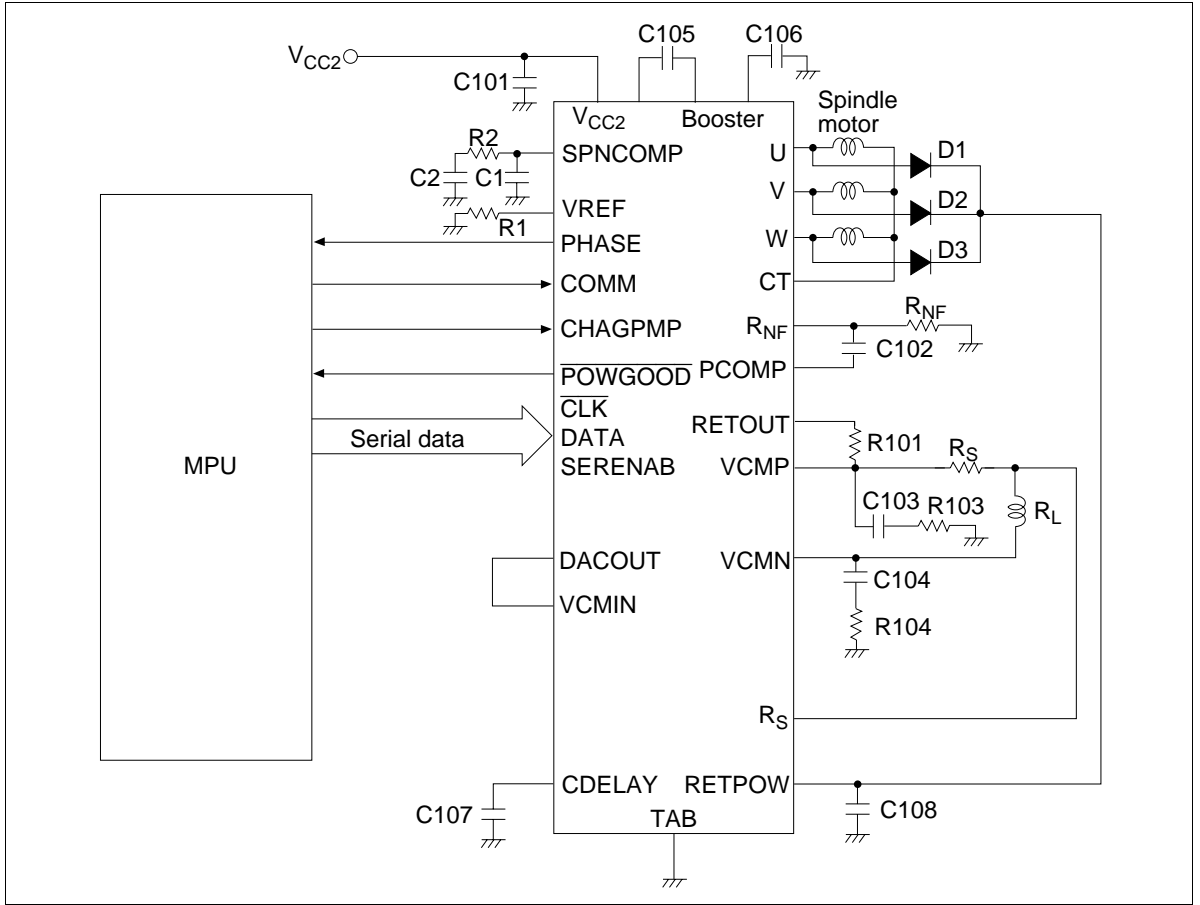 C105
C106
VCC2
C101
VCC2
Booster
Spindle
motor
R2
SPNCOMP
U
D1
C2
C1
V
D2
VREF
R1
PHASE
W
D3
COMM
CT
CHAGPMP
RNF
RNF
C102
POWGOOD
PCOMP
CLK
Serial data
DATA
RETOUT
R101
MPU
SERENAB
VCMP
RS
C103
R103
RL
DACOUT
VCMN
C104
VCMIN
R104
RS
CDELAY
RETPOW
C107
C108
TAB